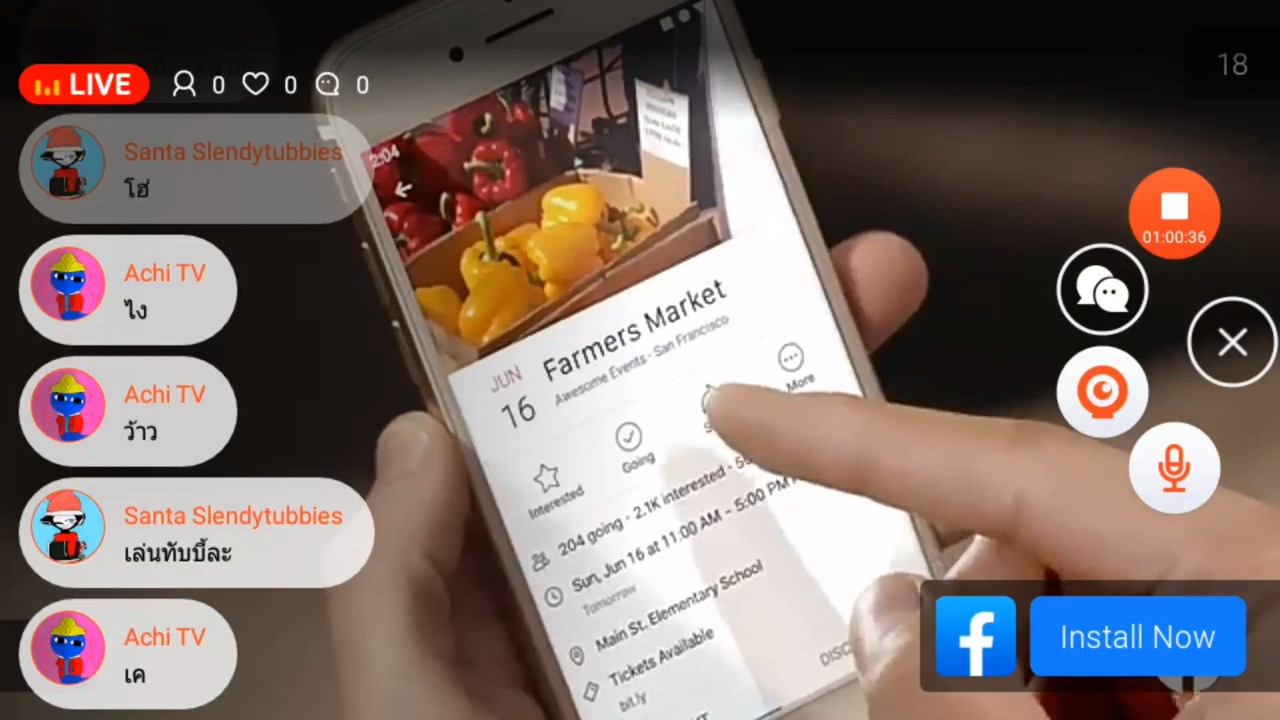 LIVE 0 0 0
18
Santa Slendytubbies
โฮ่
Achi TV
ไง
Achi TV
ว้าว
Santa Slendytubbies
เล่นทับบี้ละ
Achi TV
เค
2:04
JUN
16
Farmers Market
Awesome Events - San Francisco
Interested
Going
More
204 going - 2.1K interested
Sun, Jun 16 at 11:00 AM – 5:00 PM
Tomorrow
Main St. Elementary School
Tickets Available
bit.ly
01:00:36
Install Now